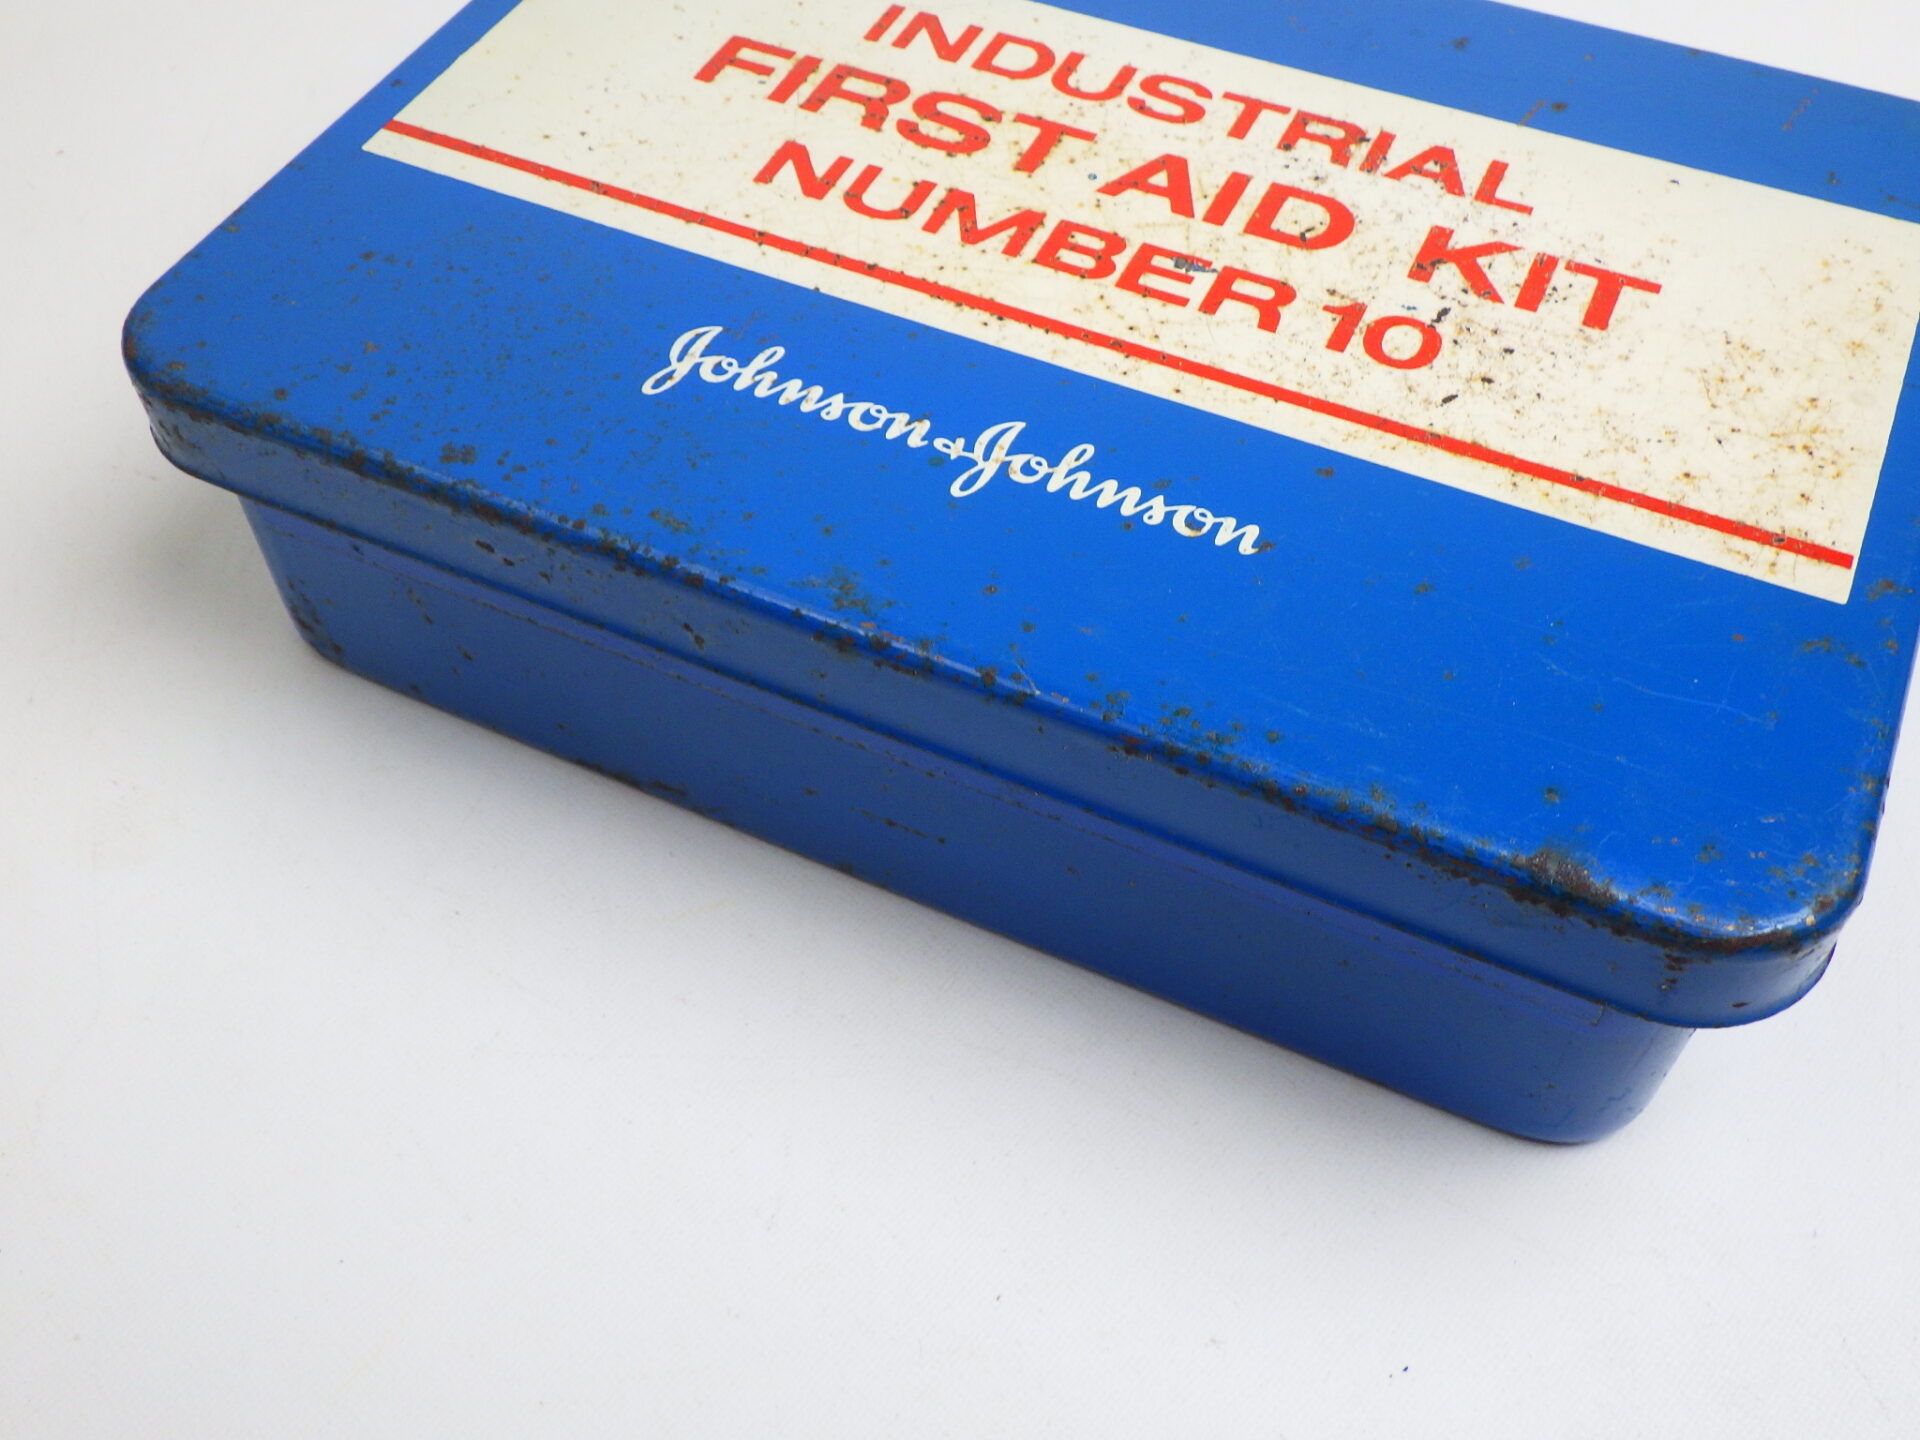 INDUSTRIAL
FIRST AID KIT
NUMBER 10
Johnson & Johnson